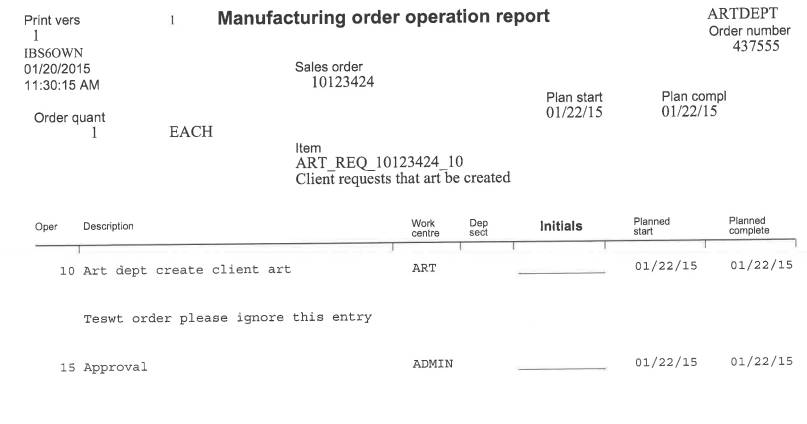 Print vers 1 Manufacturing order operation report ARTDEPT
1 Order number
IBS6OWN 437555
01/20/2015 Sales order
11:30:15 AM 10123424
Plan start Plan compl
Order quant 01/22/15 01/22/15
1 EACH
Item
ART_REQ_10123424_10
Client requests that art be created
Oper Description Work centre Dep sect Initials Planned start Planned complete
10 Art dept create client art ART 01/22/15 01/22/15
Teswt order please ignore this entry
15 Approval ADMIN 01/22/15 01/22/15